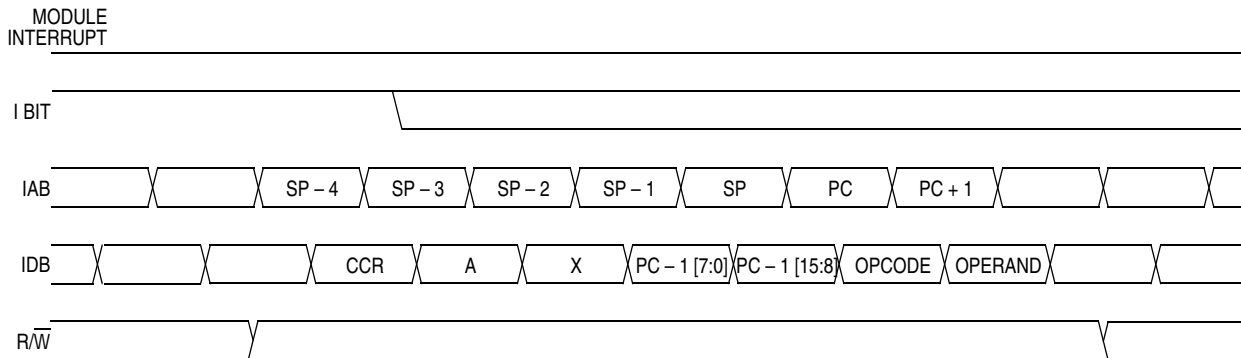 MODULE
INTERRUPT
I BIT
IAB SP – 4 SP – 3 SP – 2 SP – 1 SP PC PC + 1
IDB CCR A X PC – 1 [7:0] PC – 1 [15:8] OPCODE OPERAND
R/W̅